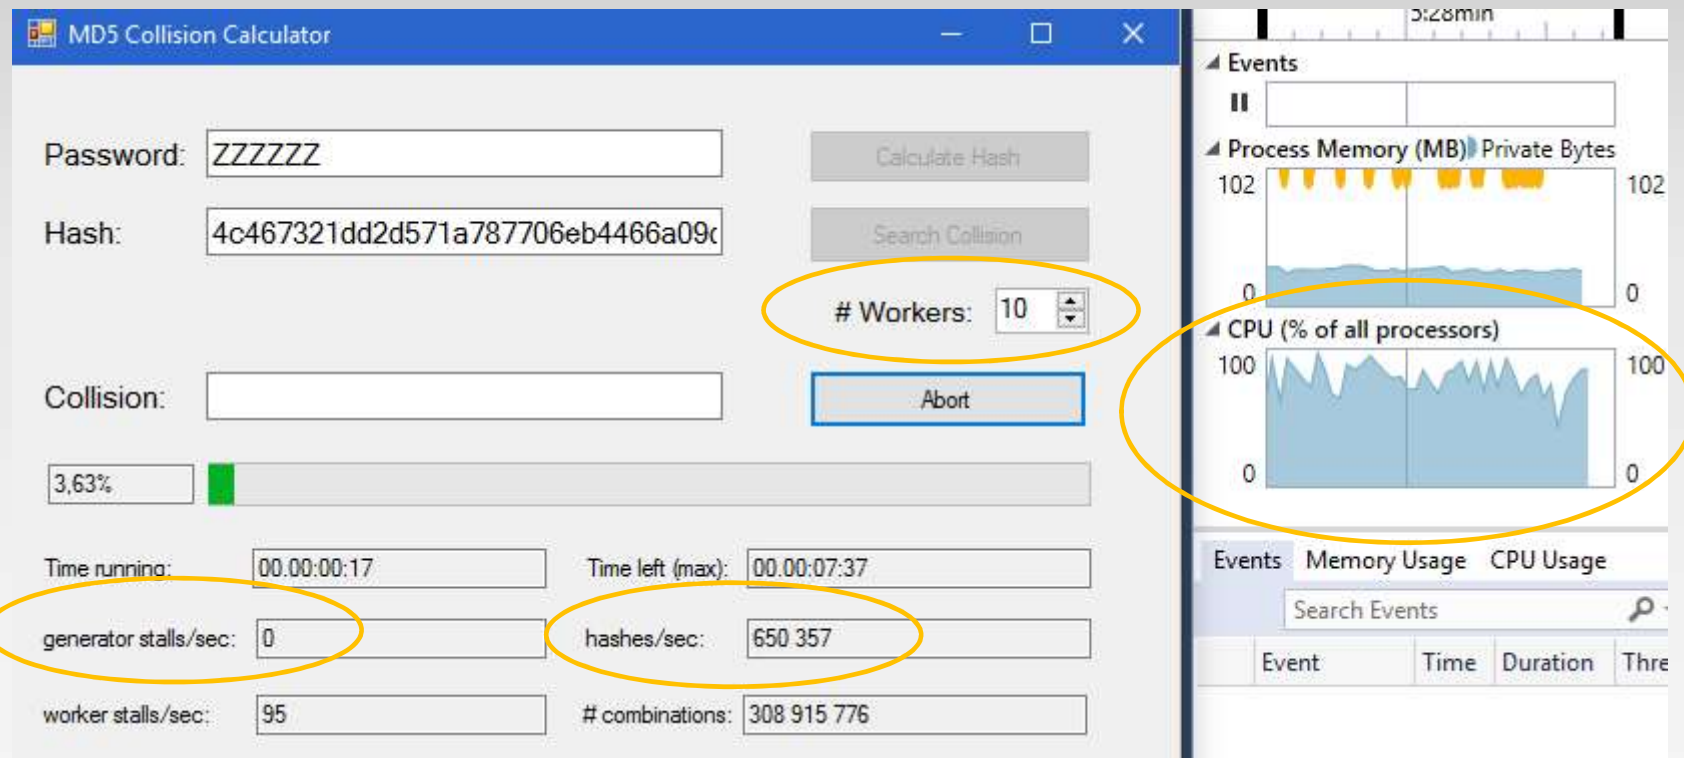 MD5 Collision Calculator
Password: ZZZZZZ
Calculate Hash
Hash: 4c467321dd2d571a787706eb4466a09c
Search Collision
# Workers: 10
Collision:
Abort
3,63%
Time running: 00.00:00:17
Time left (max): 00.00:07:37
generator stalls/sec: 0
hashes/sec: 650 357
worker stalls/sec: 95
# combinations: 308 915 776
5:28min
Events
Process Memory (MB) Private Bytes
102 102
0 0
CPU (% of all processors)
100 100
0 0
Events Memory Usage CPU Usage
Search Events
Event Time Duration Thre